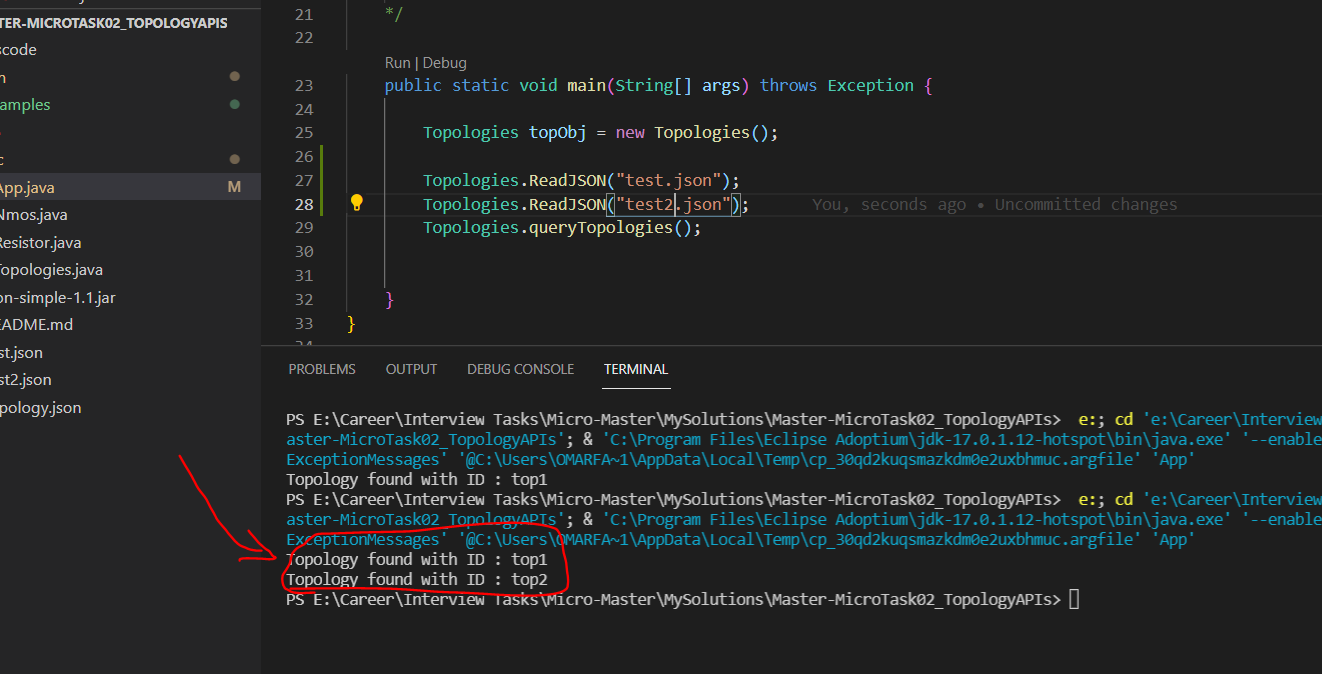 TER-MICROTASK02_TOPOLOGYAPIS
scode
n
amples
c
App.java M
Nmos.java
Resistor.java
Topologies.java
on-simple-1.1.jar
EADME.md
st.json
st2.json
pology.json
21 */
22
Run | Debug
23 public static void main(String[] args) throws Exception {
24
25 Topologies topObj = new Topologies();
26
27 Topologies.ReadJSON("test.json");
28 Topologies.ReadJSON("test2.json"); You, seconds ago • Uncommitted changes
29 Topologies.queryTopologies();
30
31
32 }
33 }
PROBLEMS OUTPUT DEBUG CONSOLE TERMINAL
PS E:\Career\Interview Tasks\Micro-Master\MySolutions\Master-MicroTask02_TopologyAPIs> e:; cd 'e:\Career\Interview
aster-MicroTask02_TopologyAPIs'; & 'C:\Program Files\Eclipse Adoptium\jdk-17.0.1.12-hotspot\bin\java.exe' '--enable
ExceptionMessages' '@C:\Users\OMARFA~1\AppData\Local\Temp\cp_30qd2kuqsmazkdm0e2uxbhmuc.argfile' 'App'
Topology found with ID : top1
PS E:\Career\Interview Tasks\Micro-Master\MySolutions\Master-MicroTask02_TopologyAPIs> e:; cd 'e:\Career\Interview
aster-MicroTask02_TopologyAPIs'; & 'C:\Program Files\Eclipse Adoptium\jdk-17.0.1.12-hotspot\bin\java.exe' '--enable
ExceptionMessages' '@C:\Users\OMARFA~1\AppData\Local\Temp\cp_30qd2kuqsmazkdm0e2uxbhmuc.argfile' 'App'
Topology found with ID : top1
Topology found with ID : top2
PS E:\Career\Interview Tasks\Micro-Master\MySolutions\Master-MicroTask02_TopologyAPIs>